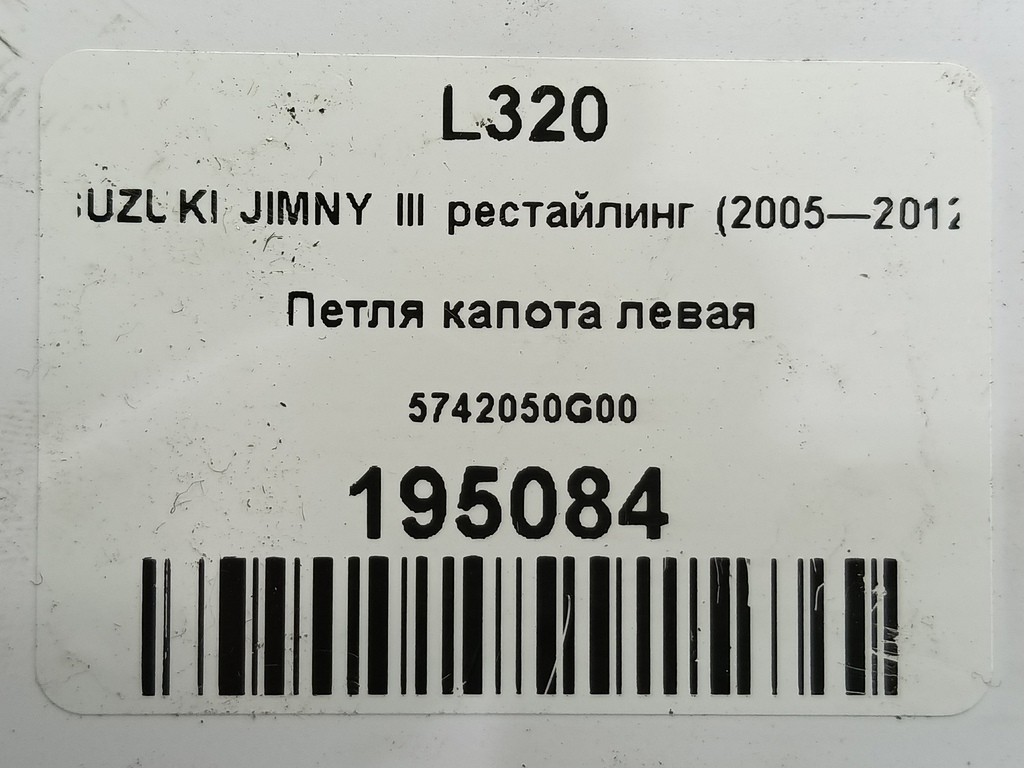 L320
SUZUKI JIMNY III рестайлинг (2005—2012
Петля капота левая
5742050G00
195084